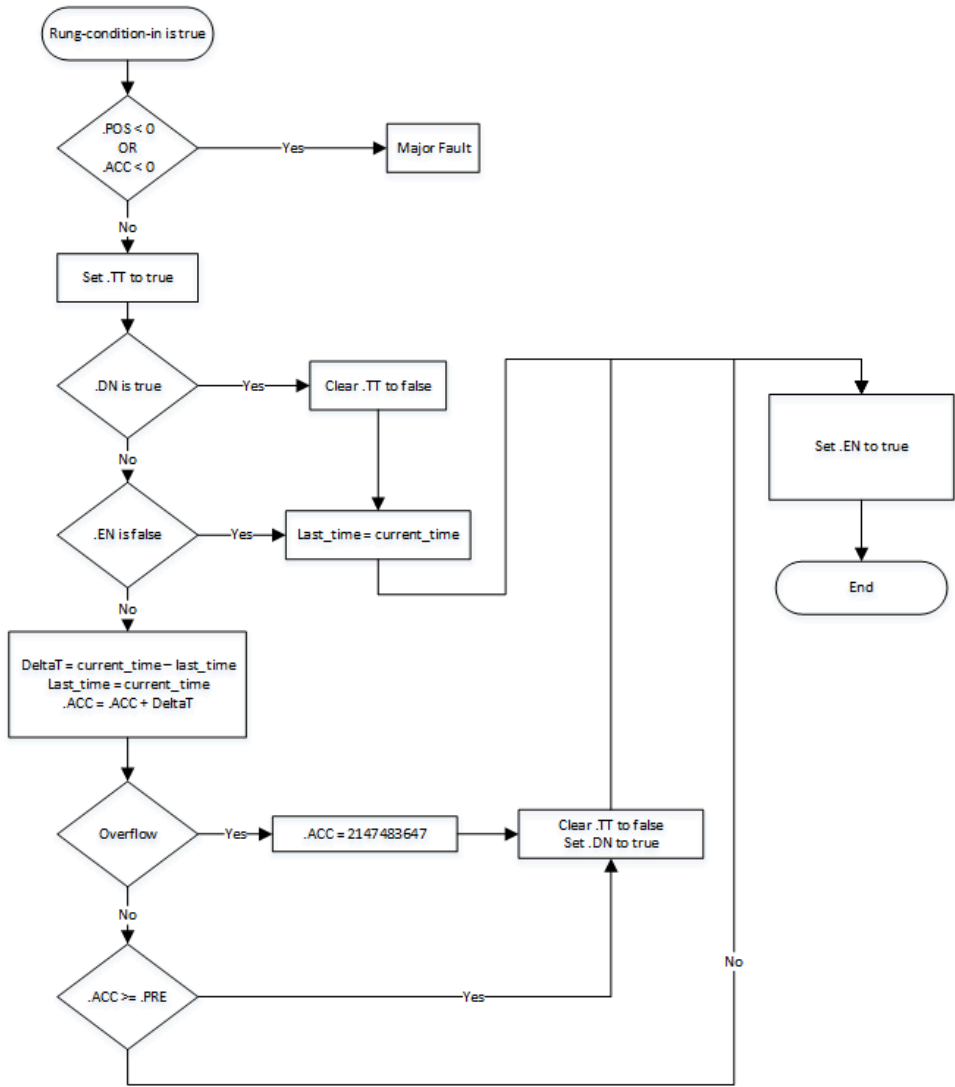 Rung-condition-in is true
.POS < 0
OR
.ACC < 0
Yes
Major Fault
No
Set .TT to true
.DN is true
Yes
Clear .TT to false
Set .EN to true
No
.EN is false
Yes
Last_time = current_time
End
No
DeltaT = current_time – last_time
Last_time = current_time
.ACC = .ACC + DeltaT
Overflow
Yes
.ACC = 2147483647
Clear .TT to false
Set .DN to true
No
No
.ACC >= .PRE
Yes